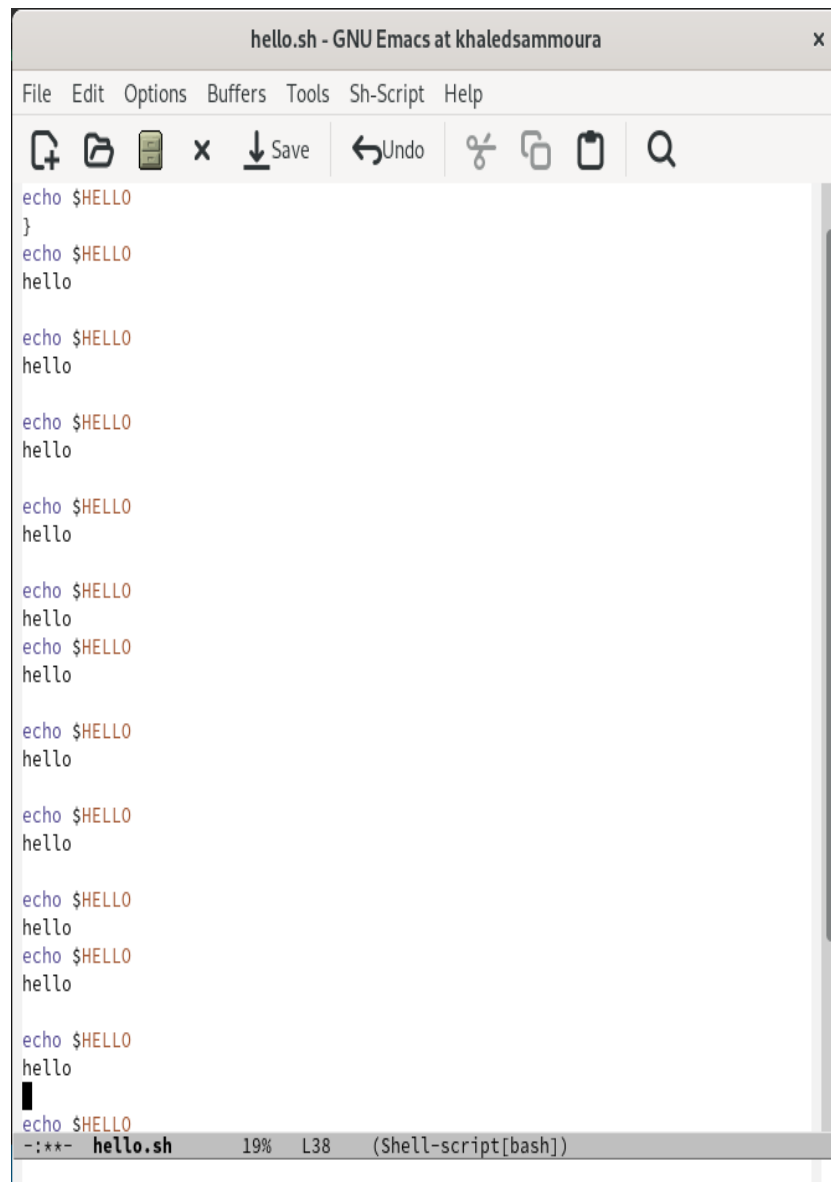 hello.sh - GNU Emacs at khaledsammoura ×
File Edit Options Buffers Tools Sh-Script Help
Save Undo
echo $HELLO
}
echo $HELLO
hello

echo $HELLO
hello

echo $HELLO
hello

echo $HELLO
hello

echo $HELLO
hello
echo $HELLO
hello

echo $HELLO
hello

echo $HELLO
hello

echo $HELLO
hello
echo $HELLO
hello

echo $HELLO
hello

echo $HELLO
-:**- hello.sh 19% L38 (Shell-script[bash])